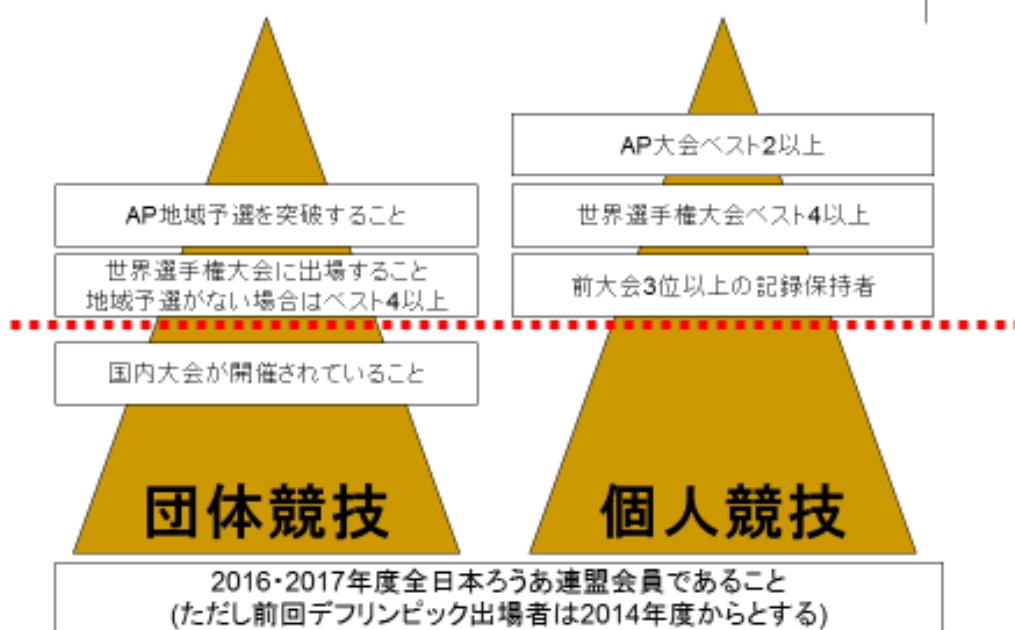 AP地域予選を突破すること
世界選手権大会に出場すること
地域予選がない場合はベスト4以上
国内大会が開催されていること
団体競技
AP大会ベスト2以上
世界選手権大会ベスト4以上
前大会3位以上の記録保持者
個人競技
2016・2017年度全日本ろうあ連盟会員であること
(ただし前回デフリンピック出場者は2014年度からとする)